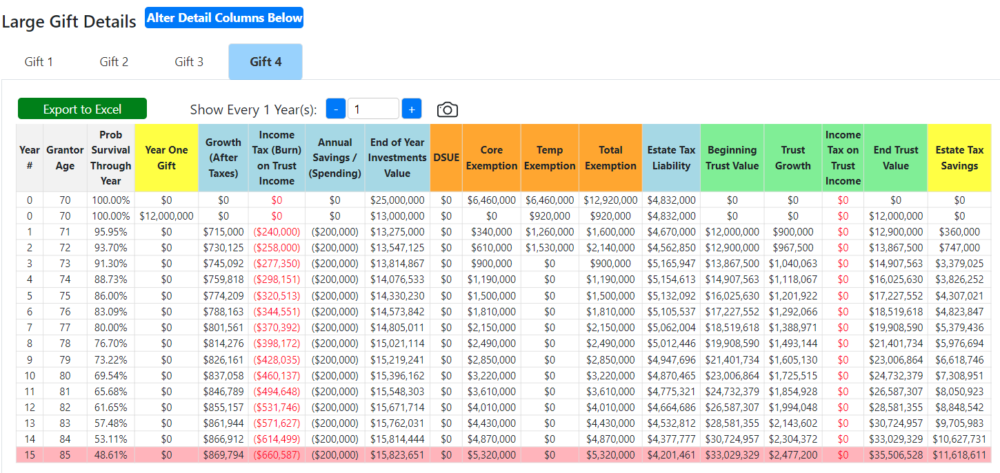 Large Gift Details Alter Detail Columns Below
Gift 1 Gift 2 Gift 3 Gift 4
Export to Excel Show Every 1 Year(s): - 1 +
Year # Grantor Age Prob Survival Through Year Year One Gift Growth (After Taxes) Income Tax (Burn) on Trust Income Annual Savings / (Spending) End of Year Investments Value DSUE Core Exemption Temp Exemption Total Exemption Estate Tax Liability Beginning Trust Value Trust Growth Income Tax on Trust Income End Trust Value Estate Tax Savings
0 70 100.00% $0 $0 $0 $0 $25,000,000 $0 $6,460,000 $6,460,000 $12,920,000 $4,832,000 $0 $0 $0 $0 $0
0 70 100.00% $12,000,000 $0 $0 $0 $13,000,000 $0 $0 $920,000 $920,000 $4,832,000 $0 $0 $0 $12,000,000 $0
1 71 95.95% $0 $715,000 ($240,000) ($200,000) $13,275,000 $0 $340,000 $1,260,000 $1,600,000 $4,670,000 $12,000,000 $900,000 $0 $12,900,000 $360,000
2 72 93.70% $0 $730,125 ($258,000) ($200,000) $13,547,125 $0 $610,000 $1,530,000 $2,140,000 $4,562,850 $12,900,000 $967,500 $0 $13,867,500 $747,000
3 73 91.30% $0 $745,092 ($277,350) ($200,000) $13,814,867 $0 $900,000 $0 $900,000 $5,165,947 $13,867,500 $1,040,063 $0 $14,907,563 $3,379,025
4 74 88.73% $0 $759,818 ($298,151) ($200,000) $14,076,533 $0 $1,190,000 $0 $1,190,000 $5,154,613 $14,907,563 $1,118,067 $0 $16,025,630 $3,826,252
5 75 86.00% $0 $774,209 ($320,513) ($200,000) $14,330,230 $0 $1,500,000 $0 $1,500,000 $5,132,092 $16,025,630 $1,201,922 $0 $17,227,552 $4,307,021
6 76 83.09% $0 $788,163 ($344,551) ($200,000) $14,573,842 $0 $1,810,000 $0 $1,810,000 $5,105,537 $17,227,552 $1,292,066 $0 $18,519,618 $4,823,847
7 77 80.00% $0 $801,561 ($370,392) ($200,000) $14,805,011 $0 $2,150,000 $0 $2,150,000 $5,062,004 $18,519,618 $1,388,971 $0 $19,908,590 $5,379,436
8 78 76.70% $0 $814,276 ($398,172) ($200,000) $15,021,114 $0 $2,490,000 $0 $2,490,000 $5,012,446 $19,908,590 $1,493,144 $0 $21,401,734 $5,976,694
9 79 73.22% $0 $826,161 ($428,035) ($200,000) $15,219,241 $0 $2,850,000 $0 $2,850,000 $4,947,696 $21,401,734 $1,605,130 $0 $23,006,864 $6,618,746
10 80 69.54% $0 $837,058 ($460,137) ($200,000) $15,396,162 $0 $3,220,000 $0 $3,220,000 $4,870,465 $23,006,864 $1,725,515 $0 $24,732,379 $7,308,951
11 81 65.68% $0 $846,789 ($494,648) ($200,000) $15,548,303 $0 $3,610,000 $0 $3,610,000 $4,775,321 $24,732,379 $1,854,928 $0 $26,587,307 $8,050,923
12 82 61.65% $0 $855,157 ($531,746) ($200,000) $15,671,714 $0 $4,010,000 $0 $4,010,000 $4,664,686 $26,587,307 $1,994,048 $0 $28,581,355 $8,848,542
13 83 57.48% $0 $861,944 ($571,627) ($200,000) $15,762,031 $0 $4,430,000 $0 $4,430,000 $4,532,812 $28,581,355 $2,143,602 $0 $30,724,957 $9,705,983
14 84 53.11% $0 $866,912 ($614,499) ($200,000) $15,814,444 $0 $4,870,000 $0 $4,870,000 $4,377,777 $30,724,957 $2,304,372 $0 $33,029,329 $10,627,731
15 85 48.61% $0 $869,794 ($660,587) ($200,000) $15,823,651 $0 $5,320,000 $0 $5,320,000 $4,201,461 $33,029,329 $2,477,200 $0 $35,506,528 $11,618,611